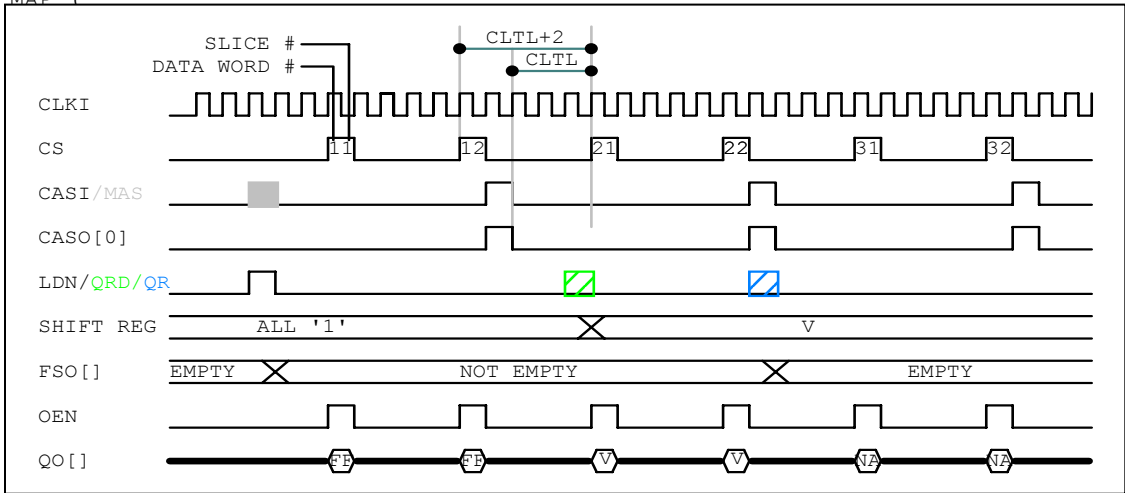 MAP (
SLICE # CLTL+2
DATA WORD # CLTL
CLKI
CS 11 12 21 22 31 32
CASI/MAS
CASO[0]
LDN/QRD/QR
SHIFT REG ALL '1' V
FSO[] EMPTY NOT EMPTY EMPTY
OEN
QO[] FF FF V V NA NA